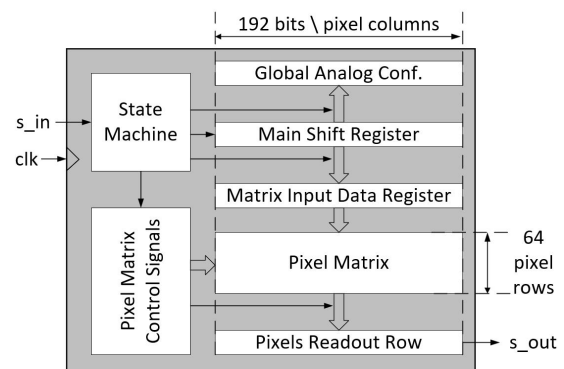 192 bits \ pixel columns
Global Analog Conf.
State
Machine
s_in
Main Shift Register
clk
Matrix Input Data Register
Pixel Matrix
Control Signals
Pixel Matrix
64
pixel
rows
Pixels Readout Row
s_out